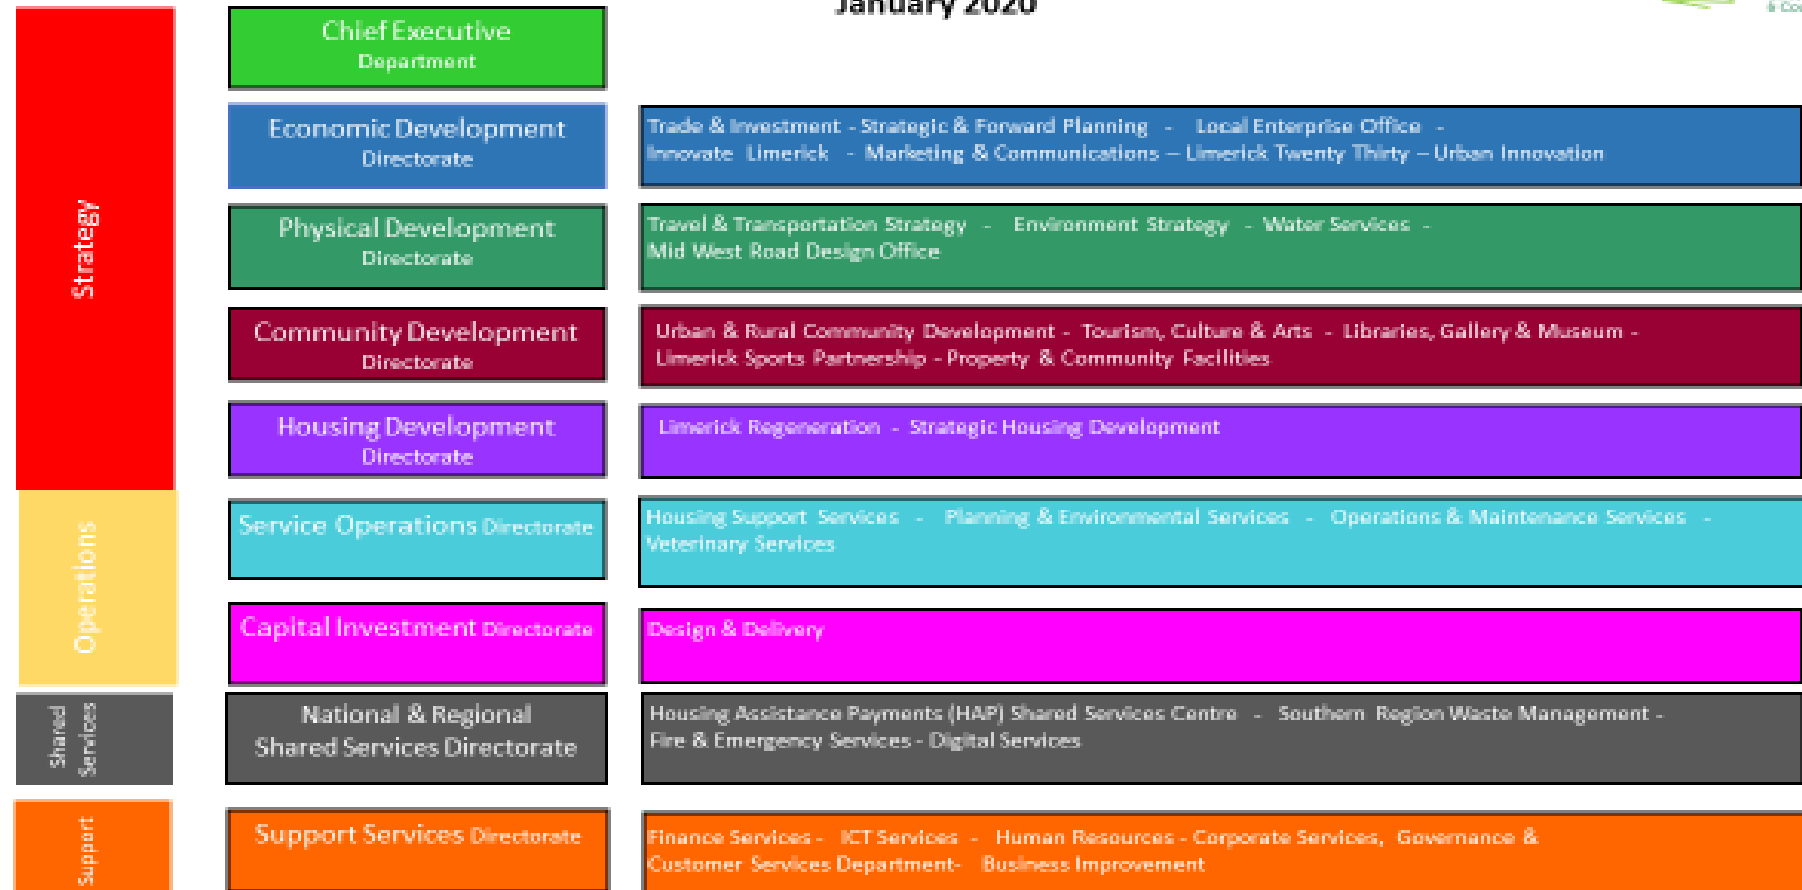 January 2020
& Cou
Strategy
Chief Executive
Department
Economic Development
Directorate
Trade & Investment - Strategic & Forward Planning - Local Enterprise Office -
Innovate Limerick - Marketing & Communications – Limerick Twenty Thirty – Urban Innovation
Physical Development
Directorate
Travel & Transportation Strategy - Environment Strategy - Water Services -
Mid West Road Design Office
Community Development
Directorate
Urban & Rural Community Development - Tourism, Culture & Arts - Libraries, Gallery & Museum -
Limerick Sports Partnership - Property & Community Facilities
Housing Development
Directorate
Limerick Regeneration - Strategic Housing Development
Operations
Service Operations Directorate
Housing Support Services - Planning & Environmental Services - Operations & Maintenance Services -
Veterinary Services
Capital Investment Directorate
Design & Delivery
Shared
Services
National & Regional
Shared Services Directorate
Housing Assistance Payments (HAP) Shared Services Centre - Southern Region Waste Management -
Fire & Emergency Services - Digital Services
Support
Support Services Directorate
Finance Services - ICT Services - Human Resources - Corporate Services, Governance &
Customer Services Department- Business Improvement